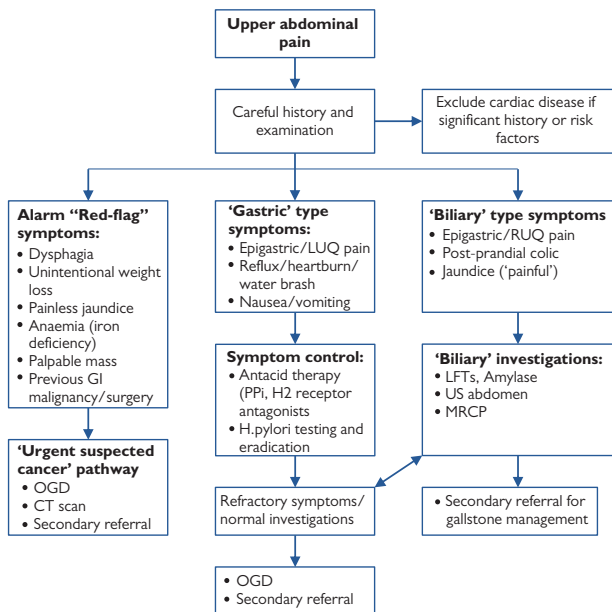 Upper abdominal
pain
Careful history and
examination
Exclude cardiac disease if
significant history or risk
factors
Alarm “Red-flag”
symptoms:
• Dysphagia
• Unintentional weight
loss
• Painless jaundice
• Anaemia (iron
deficiency)
• Palpable mass
• Previous GI
malignancy/surgery
‘Gastric’ type
symptoms:
• Epigastric/LUQ pain
• Reflux/heartburn/
water brash
• Nausea/vomiting
‘Biliary’ type symptoms
• Epigastric/RUQ pain
• Post-prandial colic
• Jaundice (‘painful’)
Symptom control:
• Antacid therapy
(PPi, H2 receptor
antagonists
• H.pylori testing and
eradication
‘Biliary’ investigations:
• LFTs, Amylase
• US abdomen
• MRCP
‘Urgent suspected
cancer’ pathway
• OGD
• CT scan
• Secondary referral
Refractory symptoms/
normal investigations
• Secondary referral for
gallstone management
• OGD
• Secondary referral